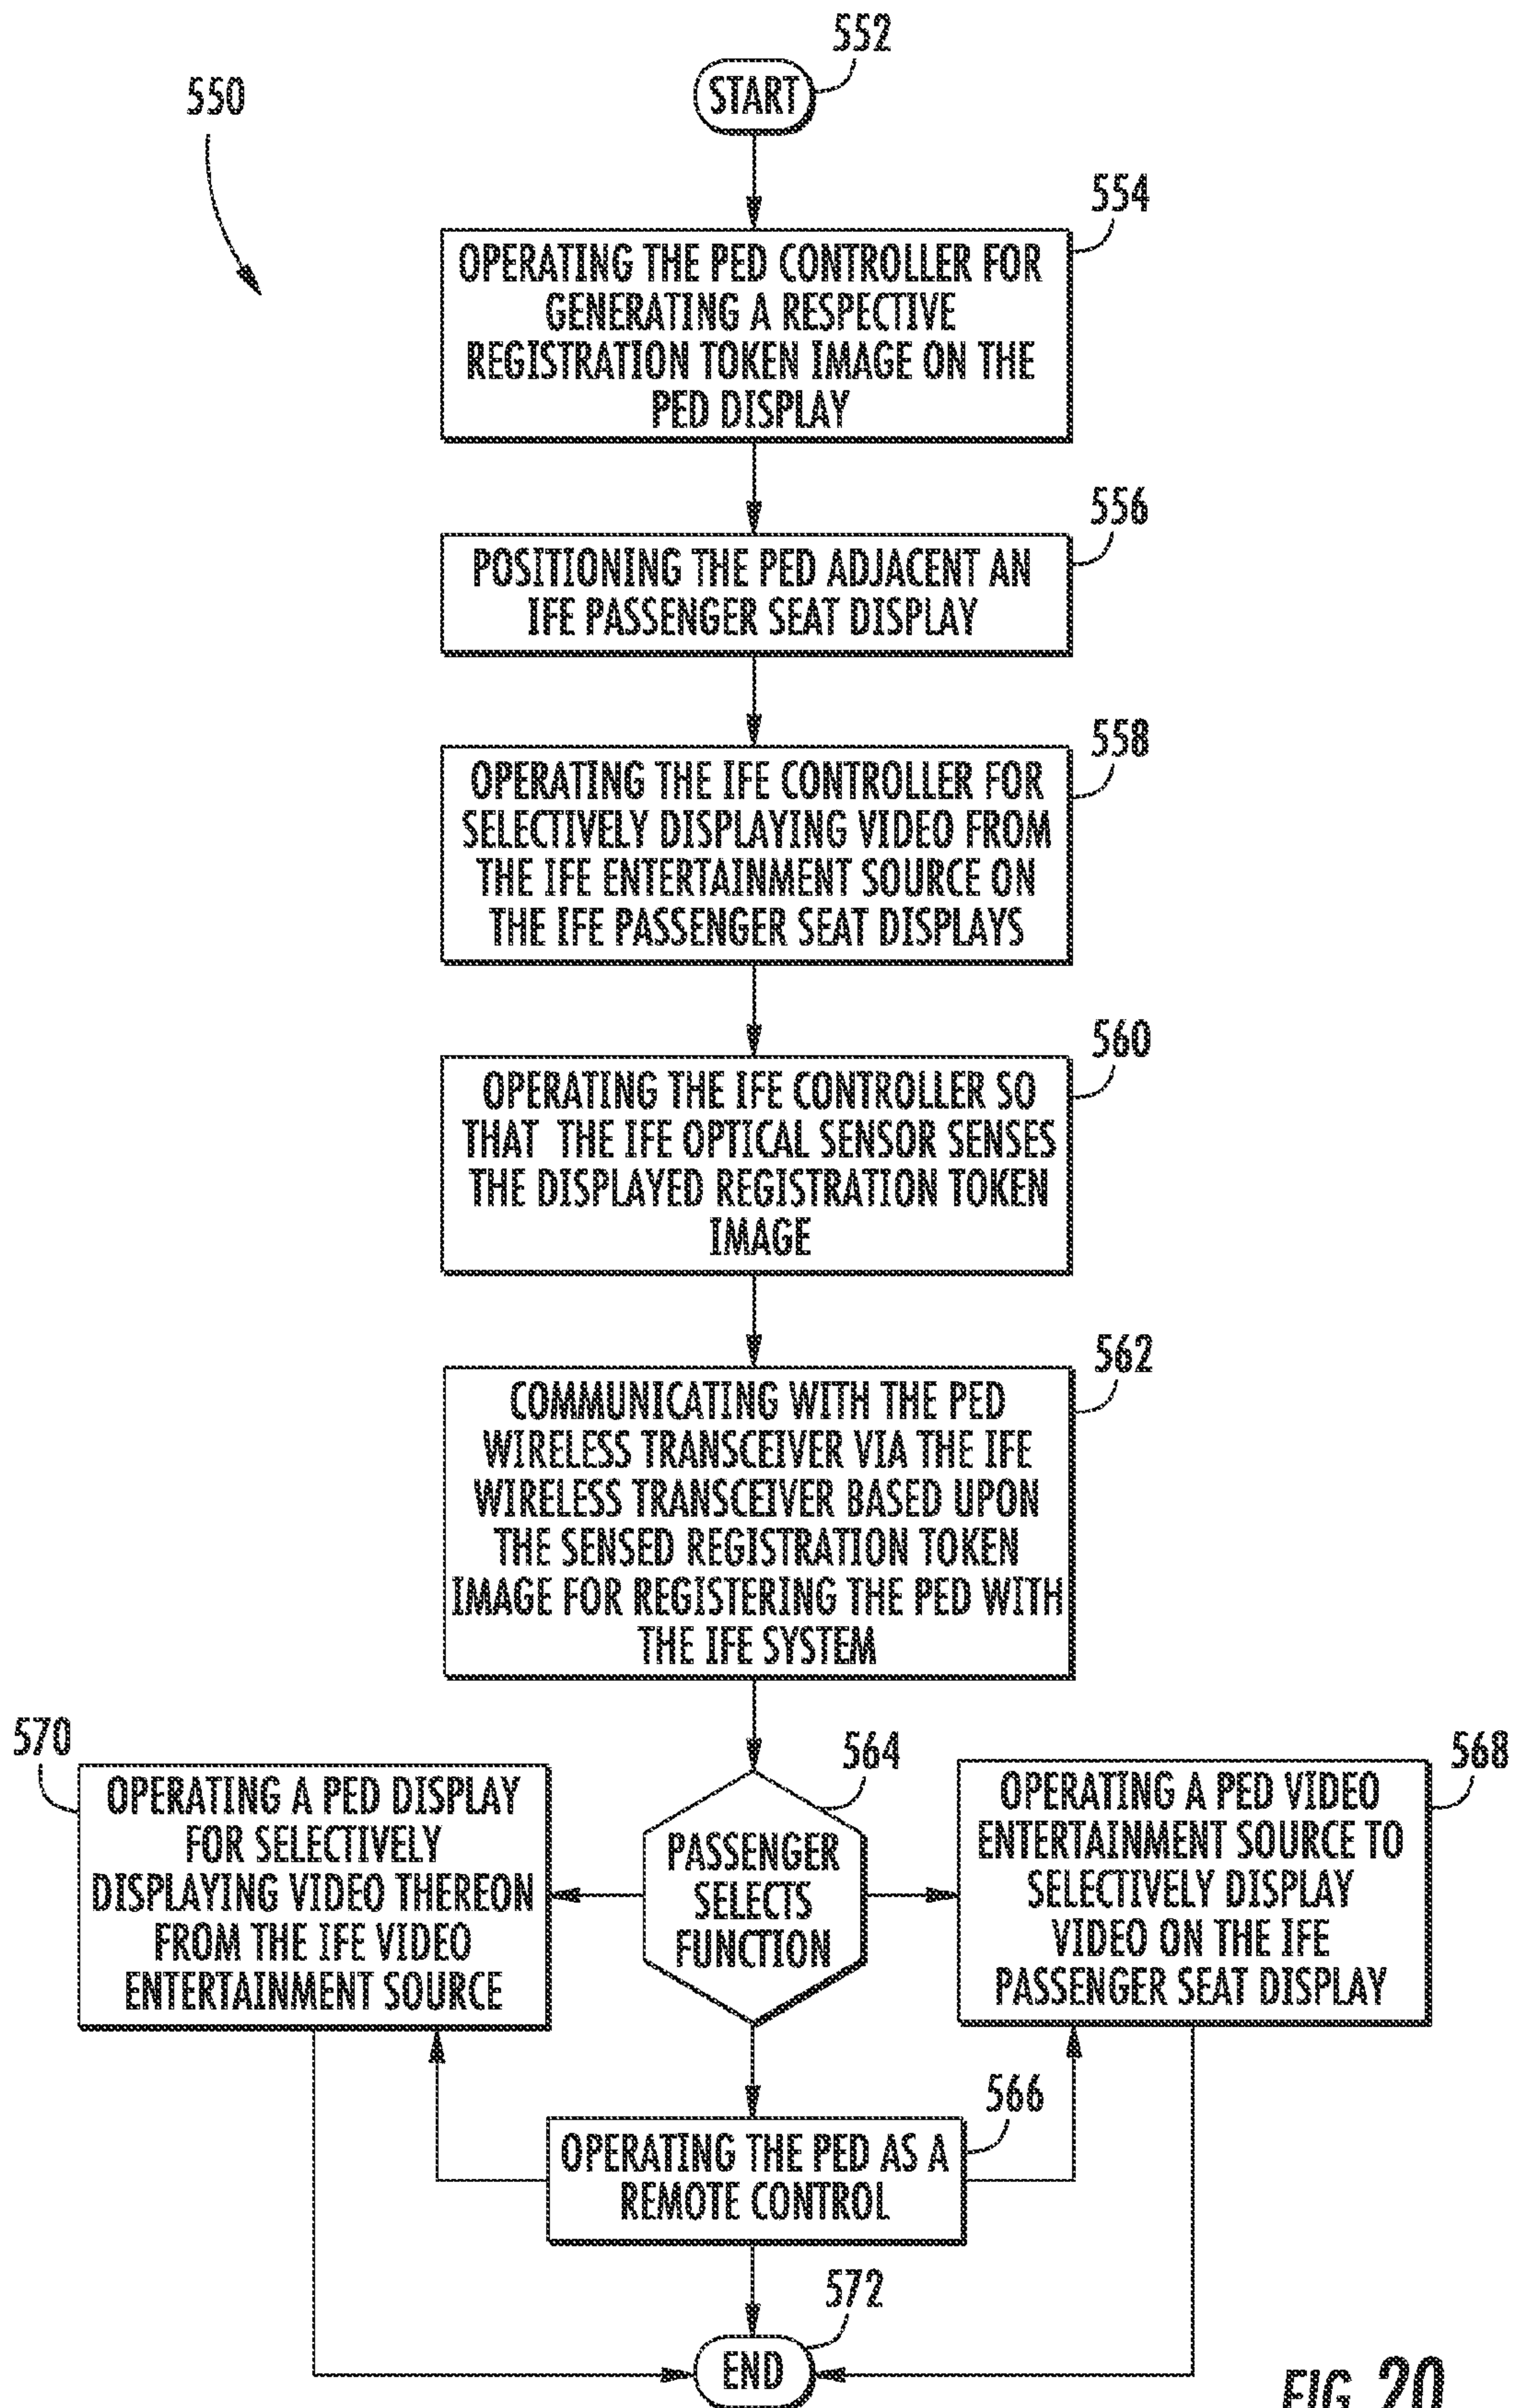 552
START
550
554
OPERATING THE PED CONTROLLER FOR
GENERATING A RESPECTIVE
REGISTRATION TOKEN IMAGE ON THE
PED DISPLAY
556
POSITIONING THE PED ADJACENT AN
IFE PASSENGER SEAT DISPLAY
558
OPERATING THE IFE CONTROLLER FOR
SELECTIVELY DISPLAYING VIDEO FROM
THE IFE ENTERTAINMENT SOURCE ON
THE IFE PASSENGER SEAT DISPLAYS
560
OPERATING THE IFE CONTROLLER SO
THAT THE IFE OPTICAL SENSOR SENSES
THE DISPLAYED REGISTRATION TOKEN
IMAGE
562
COMMUNICATING WITH THE PED
WIRELESS TRANSCEIVER VIA THE IFE
WIRELESS TRANSCEIVER BASED UPON
THE SENSED REGISTRATION TOKEN
IMAGE FOR REGISTERING THE PED WITH
THE IFE SYSTEM
570
OPERATING A PED DISPLAY
FOR SELECTIVELY
DISPLAYING VIDEO THEREON
FROM THE IFE VIDEO
ENTERTAINMENT SOURCE
564
PASSENGER
SELECTS
FUNCTION
568
OPERATING A PED VIDEO
ENTERTAINMENT SOURCE TO
SELECTIVELY DISPLAY
VIDEO ON THE IFE
PASSENGER SEAT DISPLAY
566
OPERATING THE PED AS A
REMOTE CONTROL
572
END
FIG. 20